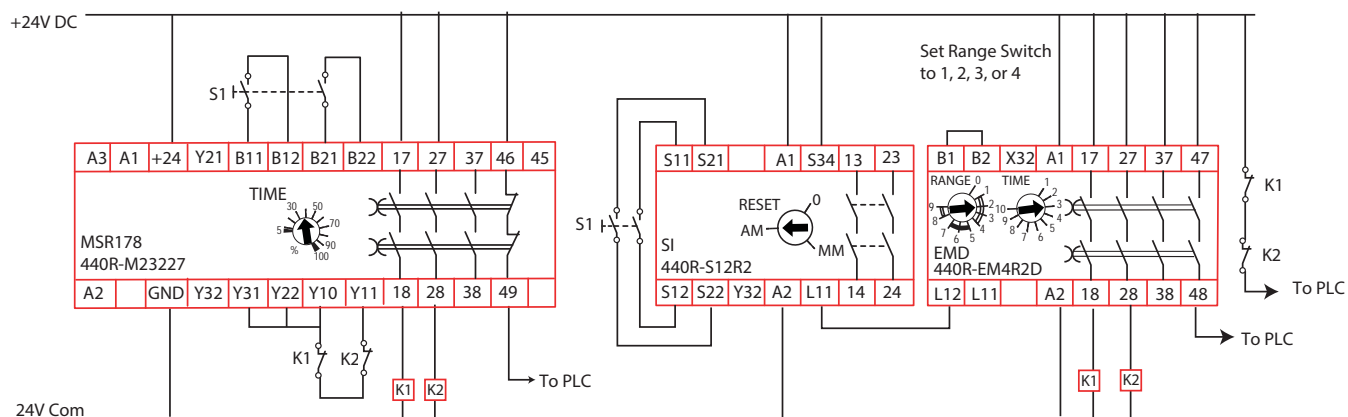 +24V DC
Set Range Switch
to 1, 2, 3, or 4
S1
A3 A1 +24 Y21 B11 B12 B21 B22 17 27 37 46 45
TIME
5 30 50 70 90 100 %
MSR178
440R-M23227
A2 GND Y32 Y31 Y22 Y10 Y11 18 28 38 49
K1 K2
K1 K2
To PLC
S1
S11 S21 A1 S34 13 23
RESET
0
AM
MM
SI
440R-S12R2
S12 S22 Y32 A2 L11 14 24
B1 B2 X32 A1 17 27 37 47
RANGE 0 1 2 3 4 5 6 7 8 9
TIME 1 2 3 4 5 6 7 8 9 10
EMD
440R-EM4R2D
L12 L11 A2 18 28 38 48
K1 K2
To PLC
K1
K2
To PLC
24V Com